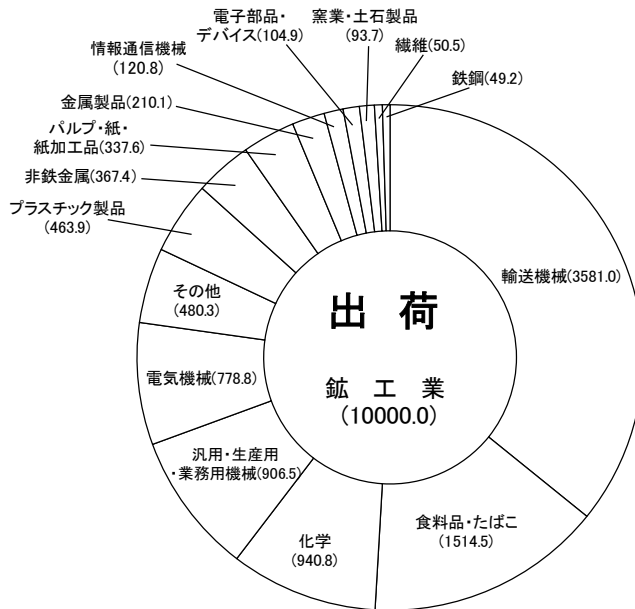 電子部品・
デバイス(104.9)
窯業・土石製品
(93.7)
繊維(50.5)
鉄鋼(49.2)
情報通信機械
(120.8)
金属製品(210.1)
パルプ・紙・
紙加工品(337.6)
非鉄金属(367.4)
プラスチック製品
(463.9)
その他
(480.3)
電気機械(778.8)
汎用・生産用
・業務用機械(906.5)
化学
(940.8)
食料品・たばこ
(1514.5)
輸送機械(3581.0)
出 荷
鉱 工 業
(10000.0)